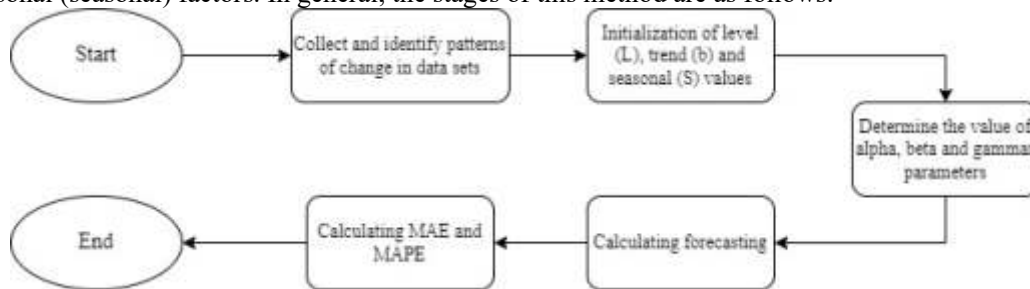 (seasonal) factors. In general, the stages of this method are as follows:
Start
Collect and identify patterns
of change in data sets
Initialization of level
(L), trend (b) and
seasonal (S) values
Determine the value of
alpha, beta and gamma
parameters
Calculating forecasting
Calculating MAE and
MAPE
End